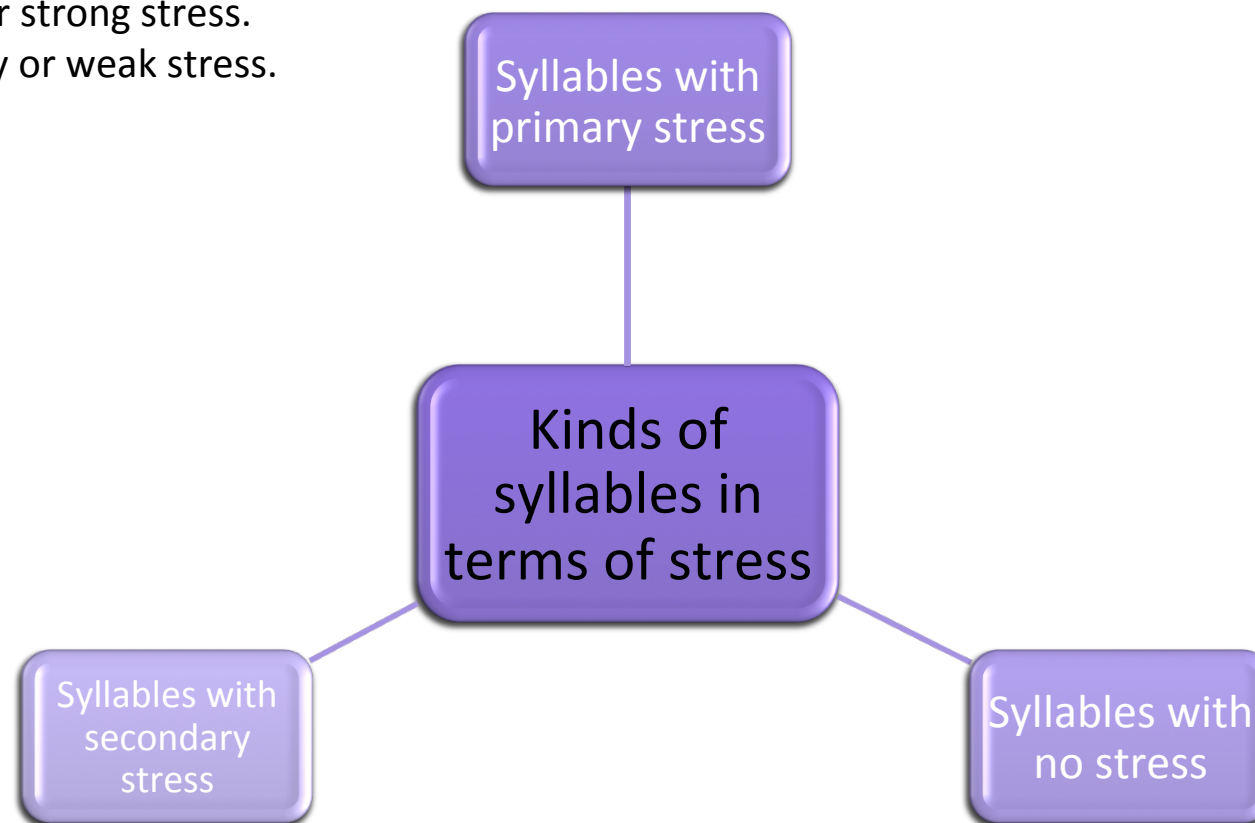 r strong stress.
y or weak stress.
Syllables with
primary stress
Kinds of
syllables in
terms of stress
Syllables with
secondary
stress
Syllables with
no stress